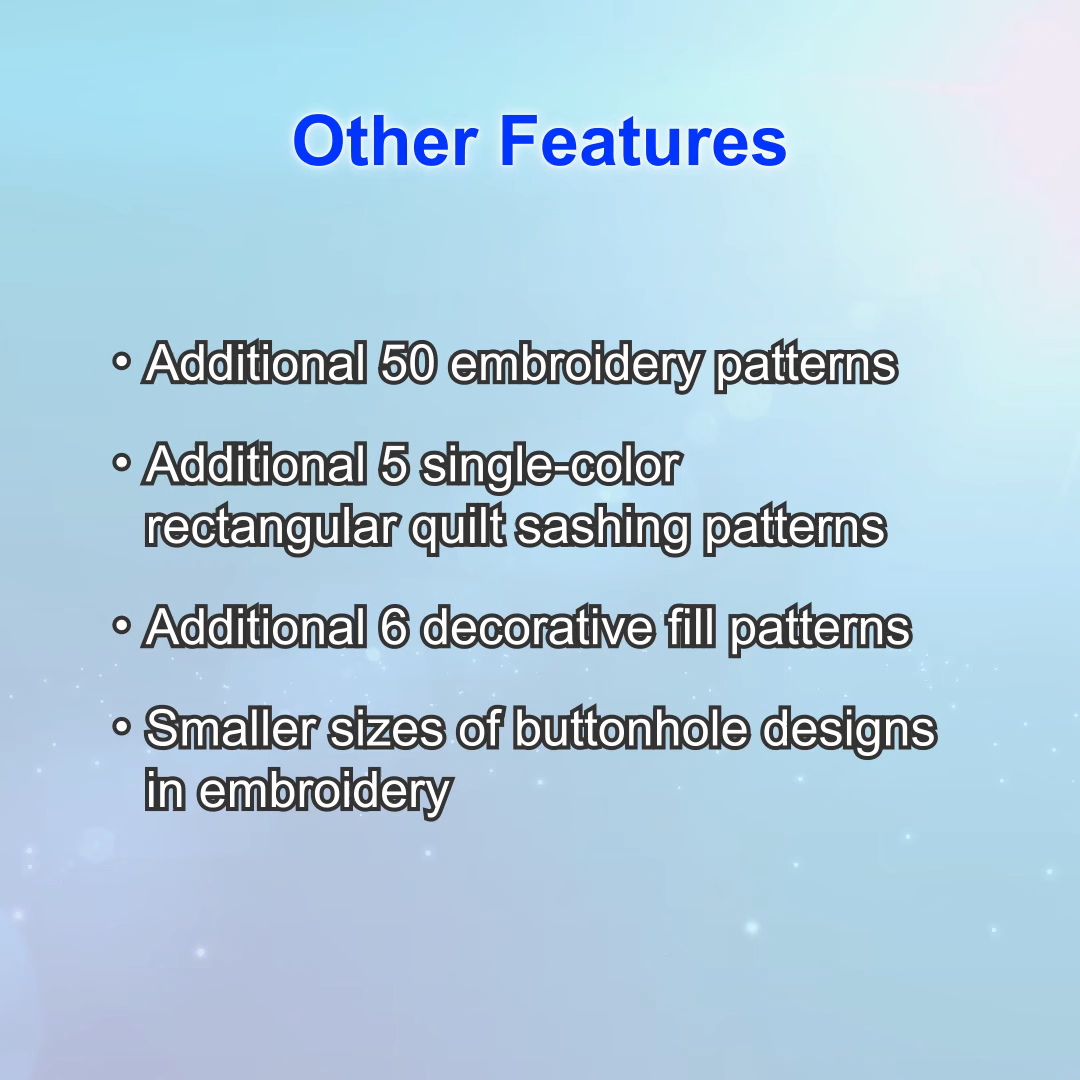 Other Features
• Additional 50 embroidery patterns
• Additional 5 single-color
rectangular quilt sashing patterns
• Additional 6 decorative fill patterns
• Smaller sizes of buttonhole designs
in embroidery